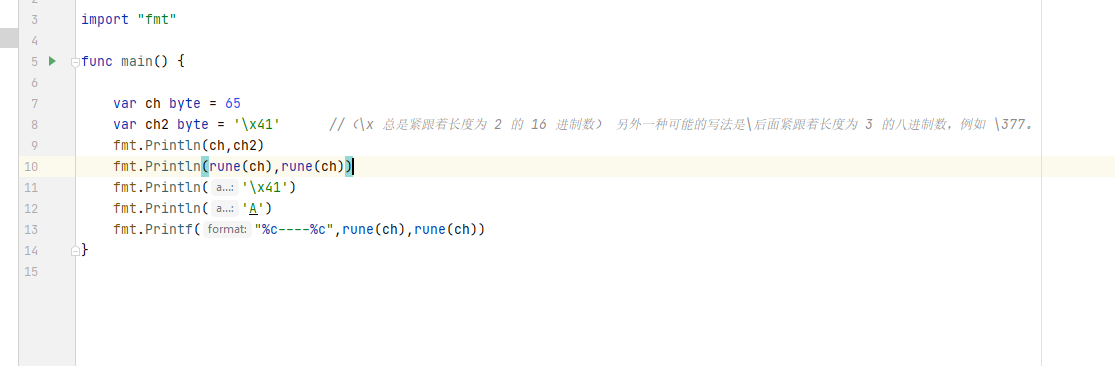 3 import "fmt"
4
5 func main() {
6
7 var ch byte = 65
8 var ch2 byte = '\x41' // (\x 总是紧跟着长度为 2 的 16 进制数) 另外一种可能的写法是\后面紧跟着长度为 3 的八进制数,例如 \377。
9 fmt.Println(ch,ch2)
10 fmt.Println(rune(ch),rune(ch))
11 fmt.Println( a…: '\x41')
12 fmt.Println( a…: 'A')
13 fmt.Printf( format: "%c----%c",rune(ch),rune(ch))
14 }
15